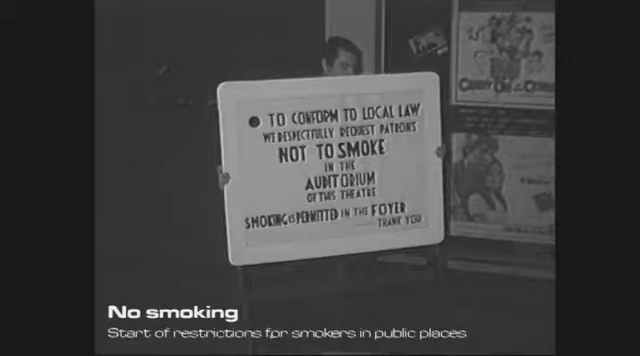 TO CONFORM TO LOCAL LAW
WE RESPECTFULLY REQUEST PATRONS
NOT TO SMOKE
IN THE
AUDITORIUM
OF THIS THEATRE
SMOKING IS PERMITTED IN THE FOYER
THANK YOU
No smoking
Start of restrictions for smokers in public places